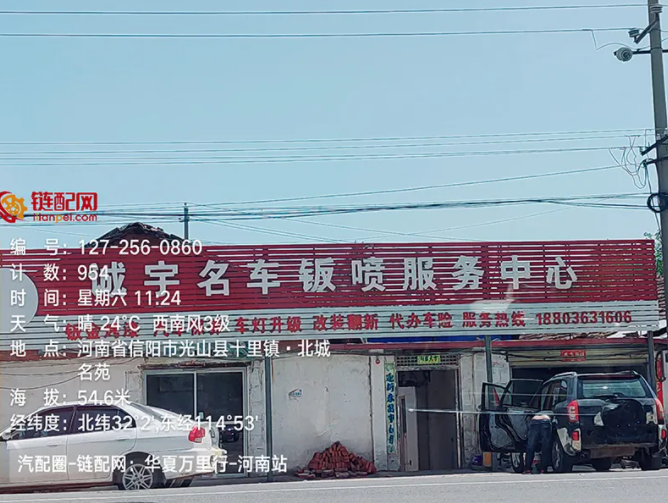 链配网
lianpei.com
编 号：127-256-0860
计 数：954
诚宇名车钣喷服务中心
时 间：星期六 11:24
天 气：晴 24℃ 西南风3级
车灯升级 改装翻新 代办车险 服务热线 18803631606
地 点：河南省信阳市光山县十里镇·北城名苑
海 拔：54.6米
经纬度：北纬32°2',东经114°53'
汽配圈-链配网·华夏万里行-河南站